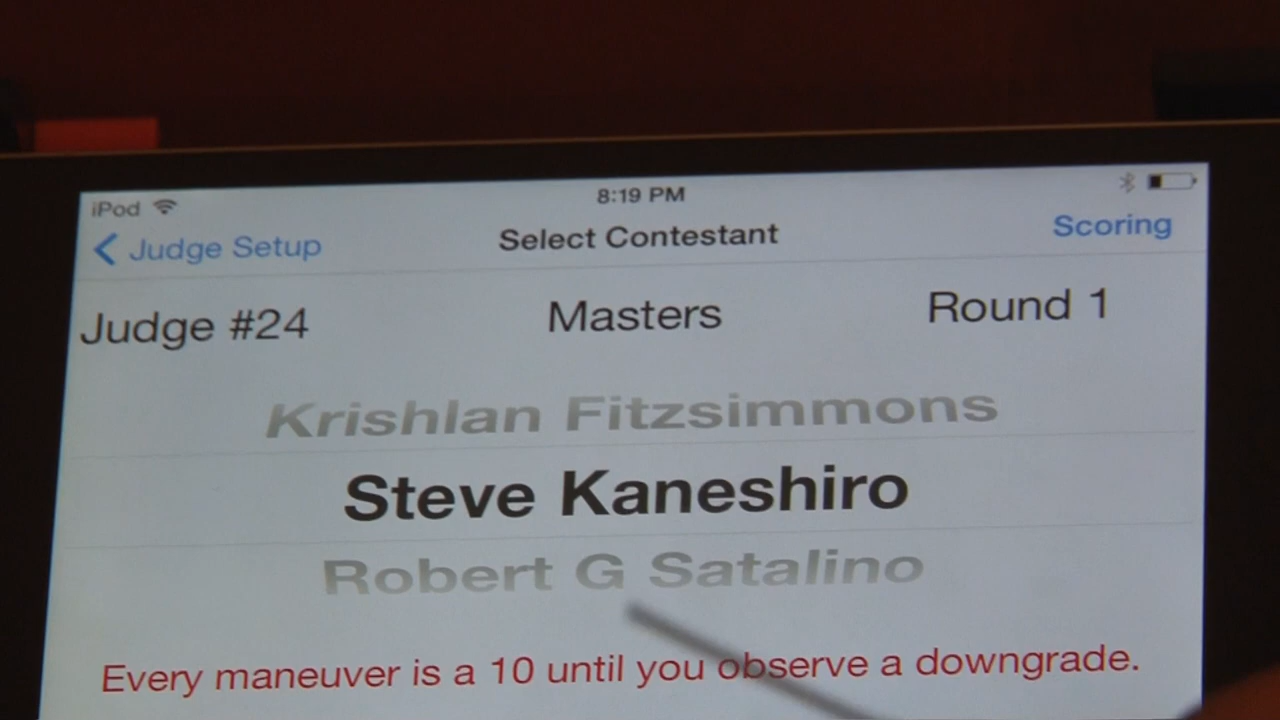 iPod 8:19 PM
Judge Setup Select Contestant Scoring
Judge #24 Masters Round 1
Krishlan Fitzsimmons
Steve Kaneshiro
Robert G Satalino
Every maneuver is a 10 until you observe a downgrade.